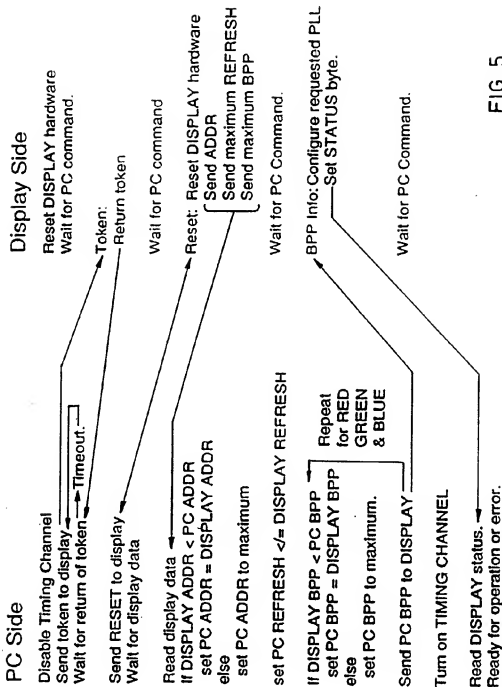 PC Side
Disable Timing Channel
Send token to display
Wait for return of token
Timeout.
Send RESET to display
Wait for display data
Read display data
If DISPLAY ADDR < PC ADDR
set PC ADDR = DISPLAY ADDR
else
set PC ADDR to maximum
set PC REFRESH </= DISPLAY REFRESH
If DISPLAY BPP < PC BPP
set PC BPP = DISPLAY BPP
else
set PC BPP to maximum.
Repeat
for RED
GREEN
& BLUE
Send PC BPP to DISPLAY
Turn on TIMING CHANNEL
Read DISPLAY status.
Ready for operation or error.
Display Side
Reset DISPLAY hardware
Wait for PC command.
Token:
Return token
Wait for PC command
Reset: Reset DISPLAY hardware
Send ADDR
Send maximum REFRESH
Send maximum BPP
Wait for PC Command.
BPP Info: Configure requested PLL
Set STATUS byte.
Wait for PC Command.
FIG. 5